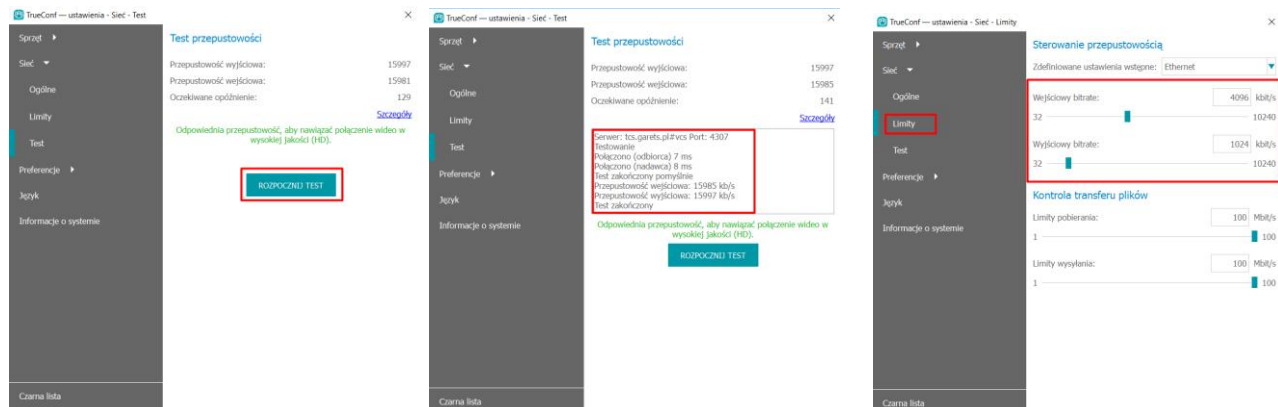 TrueConf — ustawienia - Sieć - Test
Sprzęt
Sieć
Ogólne
Limity
Test
Preferencje
Język
Informacje o systemie
Czarna lista
Test przepustowości
Przepustowość wyjściowa: 15997
Przepustowość wejściowa: 15981
Oczekiwane opóźnienie: 129
Szczegóły
Odpowiednia przepustowość, aby nawiązać połączenie wideo w
wysokiej jakości (HD).
ROZPOCZNIJ TEST
TrueConf — ustawienia - Sieć - Test
Sprzęt
Sieć
Ogólne
Limity
Test
Preferencje
Język
Informacje o systemie
Czarna lista
Test przepustowości
Przepustowość wyjściowa: 15997
Przepustowość wejściowa: 15985
Oczekiwane opóźnienie: 141
Szczegóły
Serwer: tcs.garets.pl#vcs Port: 4307
Testowanie
Połączono (odbiorca) 7 ms
Połączono (nadawca) 8 ms
Test zakończony pomyślnie
Przepustowość wejściowa: 15985 kb/s
Przepustowość wyjściowa: 15997 kb/s
Test zakończony
Odpowiednia przepustowość, aby nawiązać połączenie wideo w
wysokiej jakości (HD).
ROZPOCZNIJ TEST
TrueConf — ustawienia - Sieć - Limity
Sprzęt
Sieć
Ogólne
Limity
Test
Preferencje
Język
Informacje o systemie
Czarna lista
Sterowanie przepustowością
Zdefiniowane ustawienia wstępne: Ethernet
Wejściowy bitrate: 4096 kbit/s
32 10240
Wyjściowy bitrate: 1024 kbit/s
32 10240
Kontrola transferu plików
Limity pobierania: 100 Mbit/s
1 100
Limity wysyłania: 100 Mbit/s
1 100